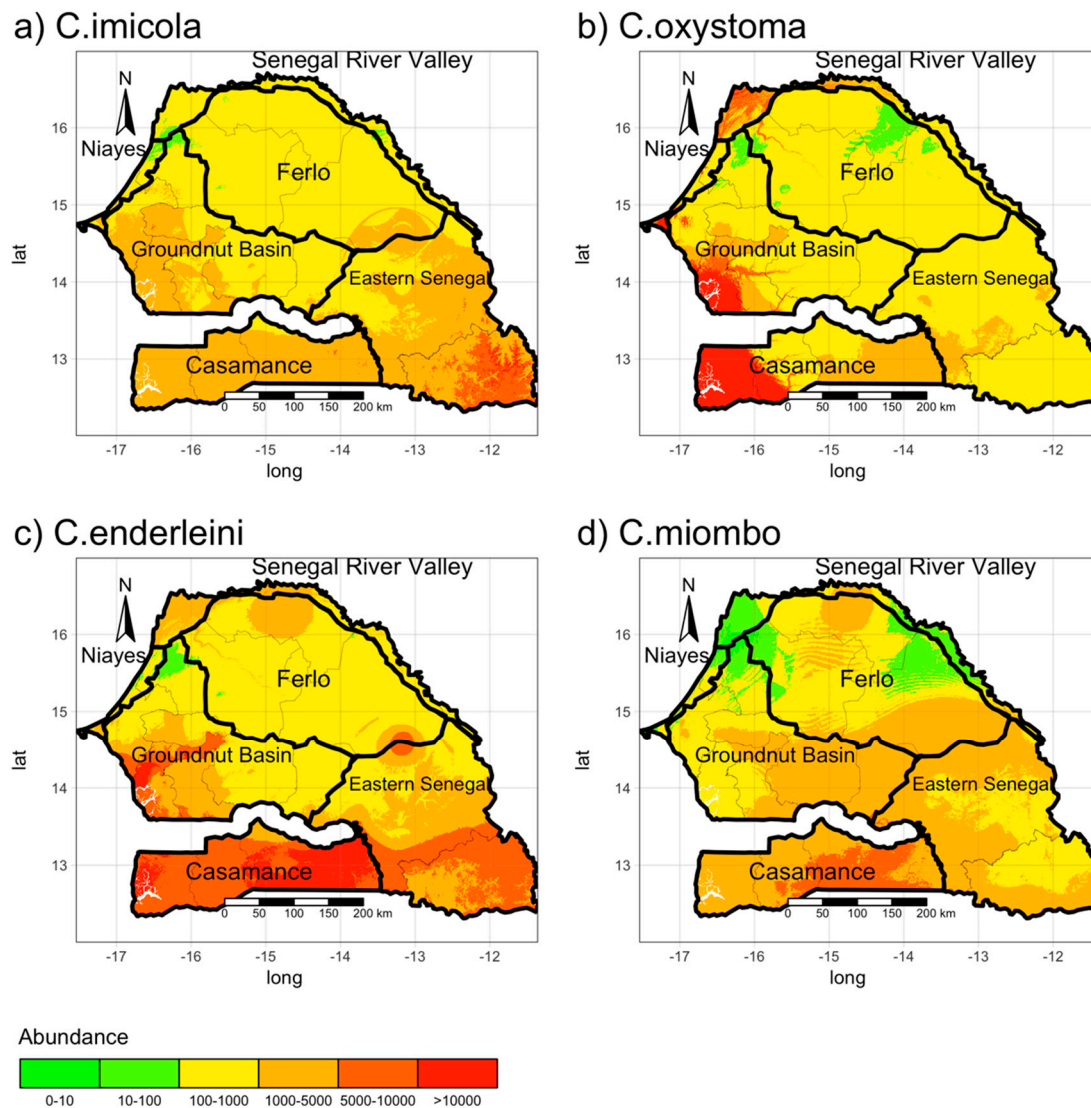 a) C.imicola
Senegal River Valley
N
16
Niayes
Ferlo
15
Groundnut Basin
Eastern Senegal
14
13
Casamance
0 50 100 150 200 km
-17 -16 -15 -14 -13 -12
long
lat
b) C.oxystoma
Senegal River Valley
N
16
Niayes
Ferlo
15
Groundnut Basin
Eastern Senegal
14
13
Casamance
0 50 100 150 200 km
-17 -16 -15 -14 -13 -12
long
lat
c) C.enderleini
Senegal River Valley
N
16
Niayes
Ferlo
15
Groundnut Basin
Eastern Senegal
14
13
Casamance
0 50 100 150 200 km
-17 -16 -15 -14 -13 -12
long
lat
d) C.miombo
Senegal River Valley
N
16
Niayes
Ferlo
15
Groundnut Basin
Eastern Senegal
14
13
Casamance
0 50 100 150 200 km
-17 -16 -15 -14 -13 -12
long
lat
Abundance
0-10 10-100 100-1000 1000-5000 5000-10000 >10000